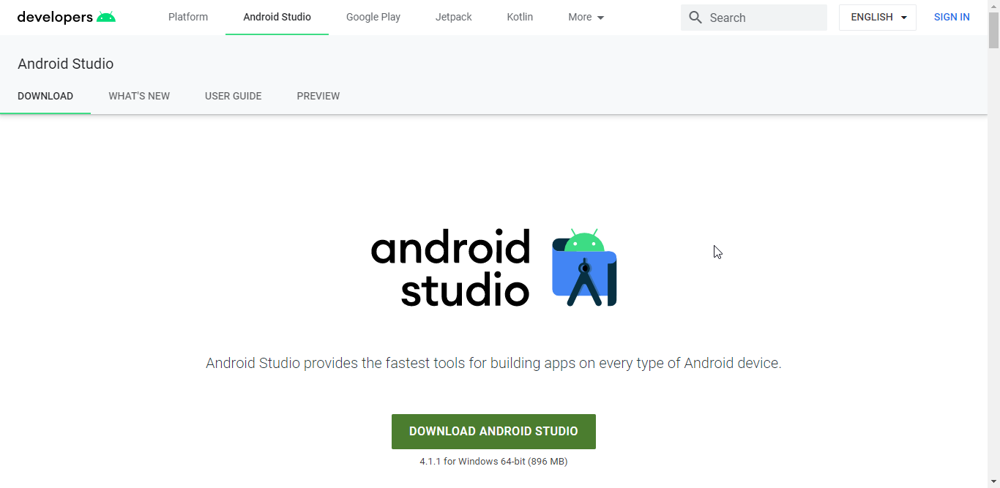 developers Platform Android Studio Google Play Jetpack Kotlin More Search ENGLISH SIGN IN
Android Studio
DOWNLOAD WHAT'S NEW USER GUIDE PREVIEW
android
studio
Android Studio provides the fastest tools for building apps on every type of Android device.
DOWNLOAD ANDROID STUDIO
4.1.1 for Windows 64-bit (896 MB)